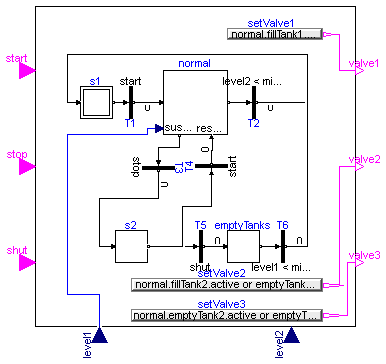 setValve1
normal.fillTank1....
start
valve1
s1
start
normal
level2 < mi...
U
U
T1
T2
sus...
res...
stop
stop
T3
T4
start
U
U
valve2
s2
T5
emptyTanks
T6
U
U
shut
shut
level1 < mi...
valve3
setValve2
normal.fillTank2.active or emptyTank...
setValve3
normal.emptyTank2.active or emptyT...
level1
level2